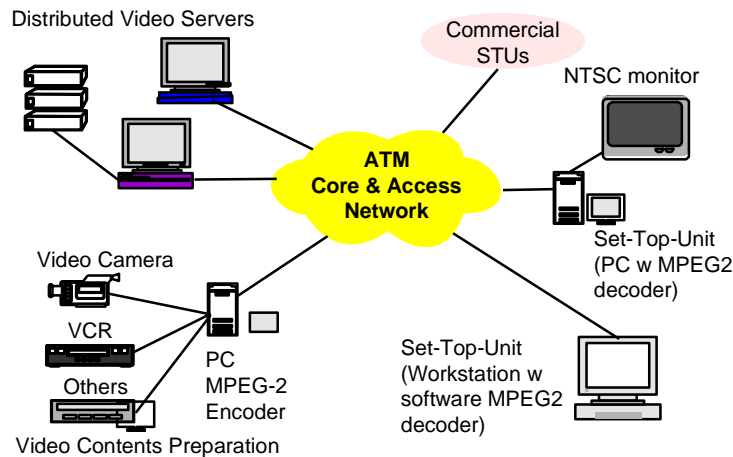 Distributed Video Servers
Commercial
STUs
NTSC monitor
ATM
Core & Access
Network
Set-Top-Unit
(PC w MPEG2
decoder)
Video Camera
VCR
Others
PC
MPEG-2
Encoder
Video Contents Preparation
Set-Top-Unit
(Workstation w
software MPEG2
decoder)